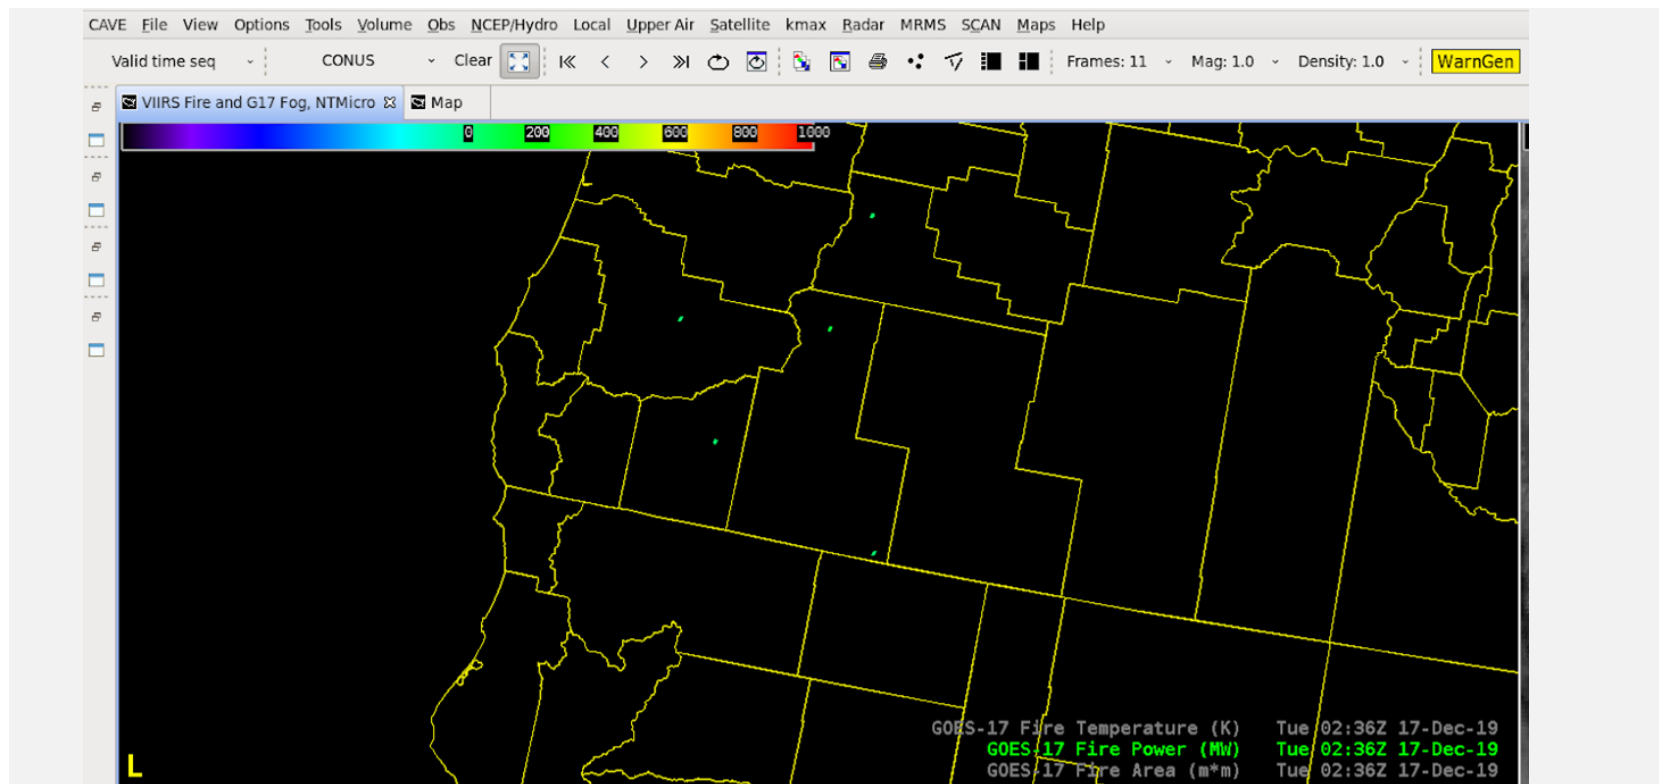 CAVE File View Options Tools Volume Obs NCEP/Hydro Local Upper Air Satellite kmax Radar MRMS SCAN Maps Help
Valid time seq CONUS Clear Frames: 11 Mag: 1.0 Density: 1.0 WarnGen
VIIRS Fire and G17 Fog, NTMicro Map
0 200 400 600 800 1000
GOES-17 Fire Temperature (K) Tue 02:36Z 17-Dec-19
GOES-17 Fire Power (MW) Tue 02:36Z 17-Dec-19
L GOES-17 Fire Area (m*m) Tue 02:36Z 17-Dec-19